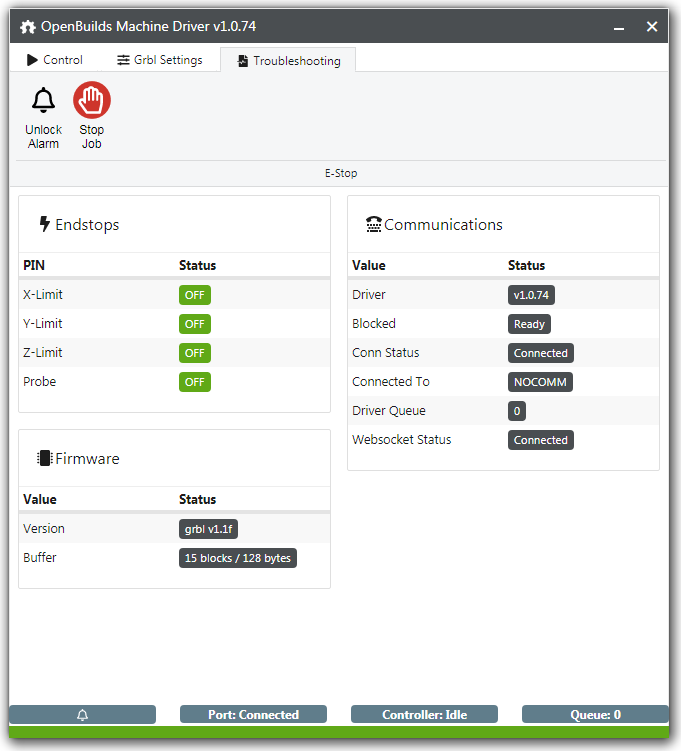 OpenBuilds Machine Driver v1.0.74
Control Grbl Settings Troubleshooting
Unlock Alarm
Stop Job
E-Stop
Endstops
PIN Status
X-Limit OFF
Y-Limit OFF
Z-Limit OFF
Probe OFF
Firmware
Value Status
Version grbl v1.1f
Buffer 15 blocks / 128 bytes
Communications
Value Status
Driver v1.0.74
Blocked Ready
Conn Status Connected
Connected To NOCOMM
Driver Queue 0
Websocket Status Connected
Port: Connected Controller: Idle Queue: 0